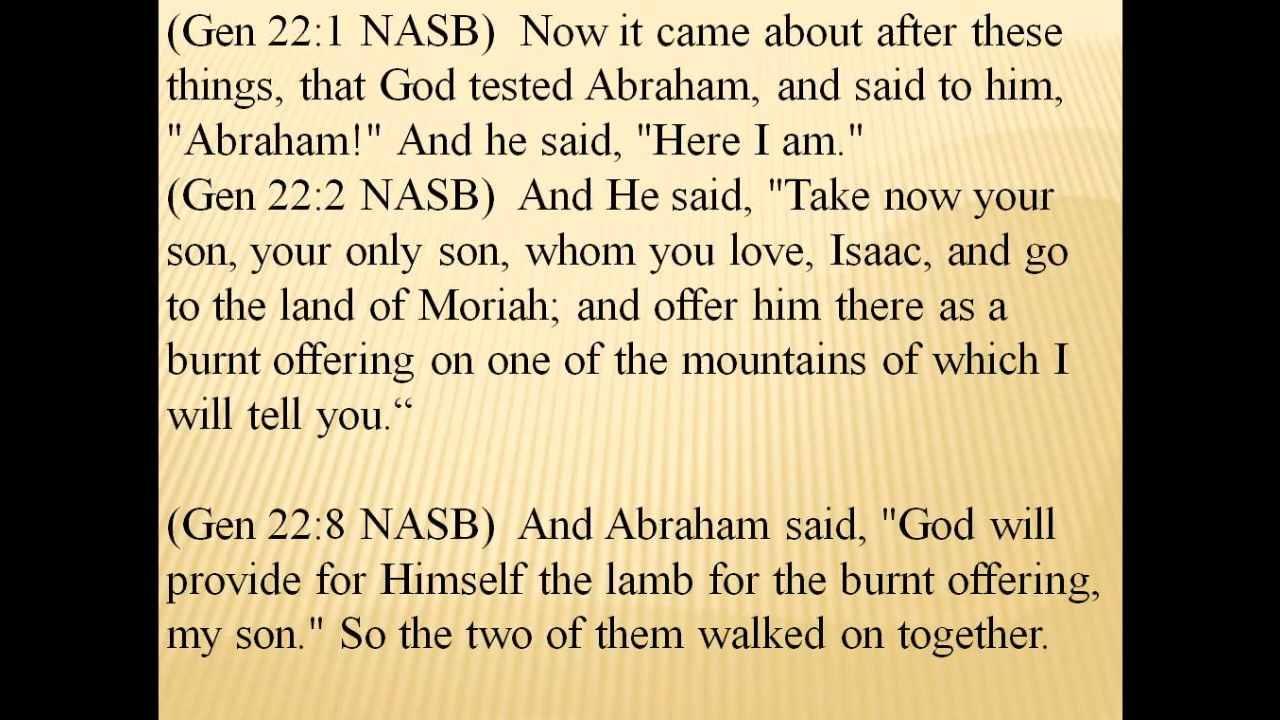 (Gen 22:1 NASB)  Now it came about after these
things, that God tested Abraham, and said to him,
"Abraham!" And he said, "Here I am."
(Gen 22:2 NASB)  And He said, "Take now your
son, your only son, whom you love, Isaac, and go
to the land of Moriah; and offer him there as a
burnt offering on one of the mountains of which I
will tell you.“
(Gen 22:8 NASB)  And Abraham said, "God will
provide for Himself the lamb for the burnt offering,
my son." So the two of them walked on together.